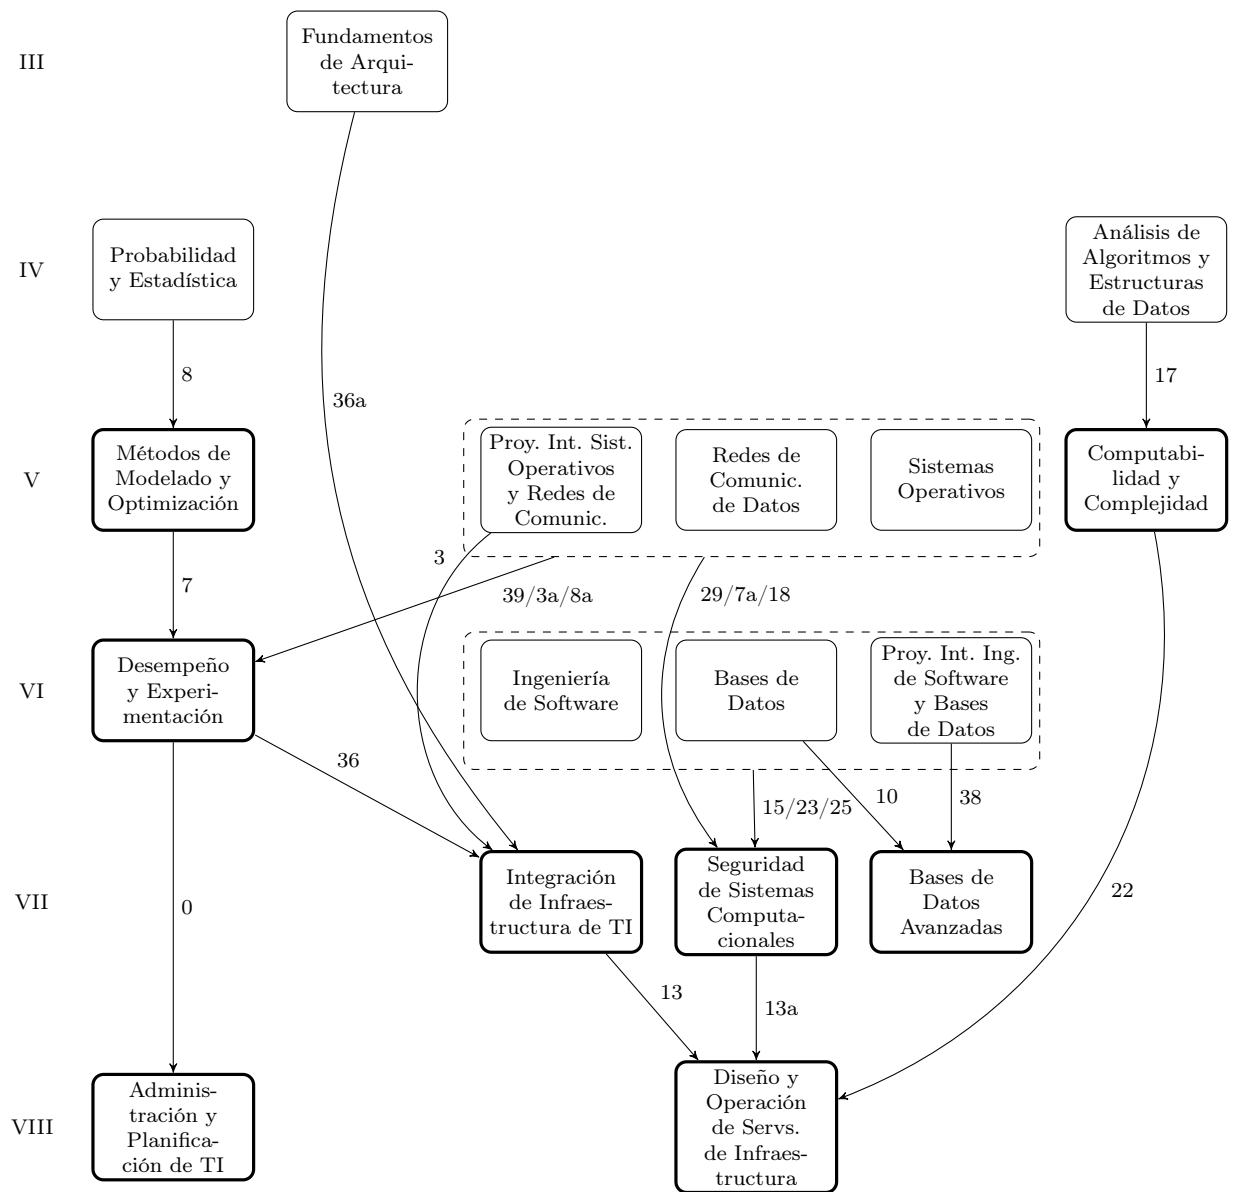 III
Fundamentos
de Arqui-
tectura
IV
Probabilidad
y Estadística
Análisis de
Algoritmos y
Estructuras
de Datos
8
36a
17
V
Métodos de
Modelado y
Optimización
Proy. Int. Sist.
Operativos
y Redes de
Comunic.
Redes de
Comunic.
de Datos
Sistemas
Operativos
Computabi-
lidad y
Complejidad
7
3
39/3a/8a
29/7a/18
VI
Desempeño
y Experi-
mentación
Ingeniería
de Software
Bases de
Datos
Proy. Int. Ing.
de Software
y Bases
de Datos
36
15/23/25
10
38
VII
0
Integración
de Infraes-
tructura de TI
Seguridad
de Sistemas
Computa-
cionales
Bases de
Datos
Avanzadas
22
13
13a
VIII
Adminis-
tración y
Planifica-
ción de TI
Diseño y
Operación
de Servs.
de Infraes-
tructura